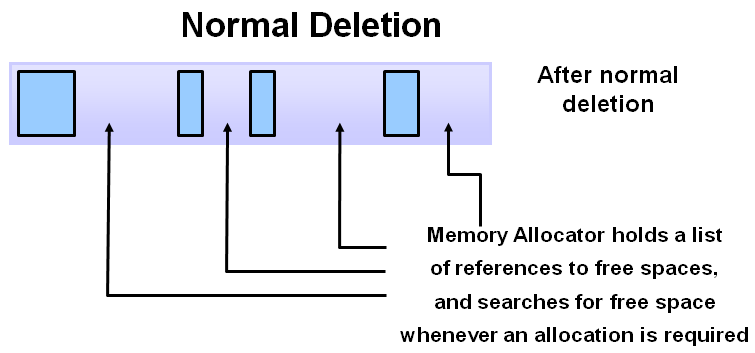 Normal Deletion
After normal
deletion
Memory Allocator holds a list
of references to free spaces,
and searches for free space
whenever an allocation is required